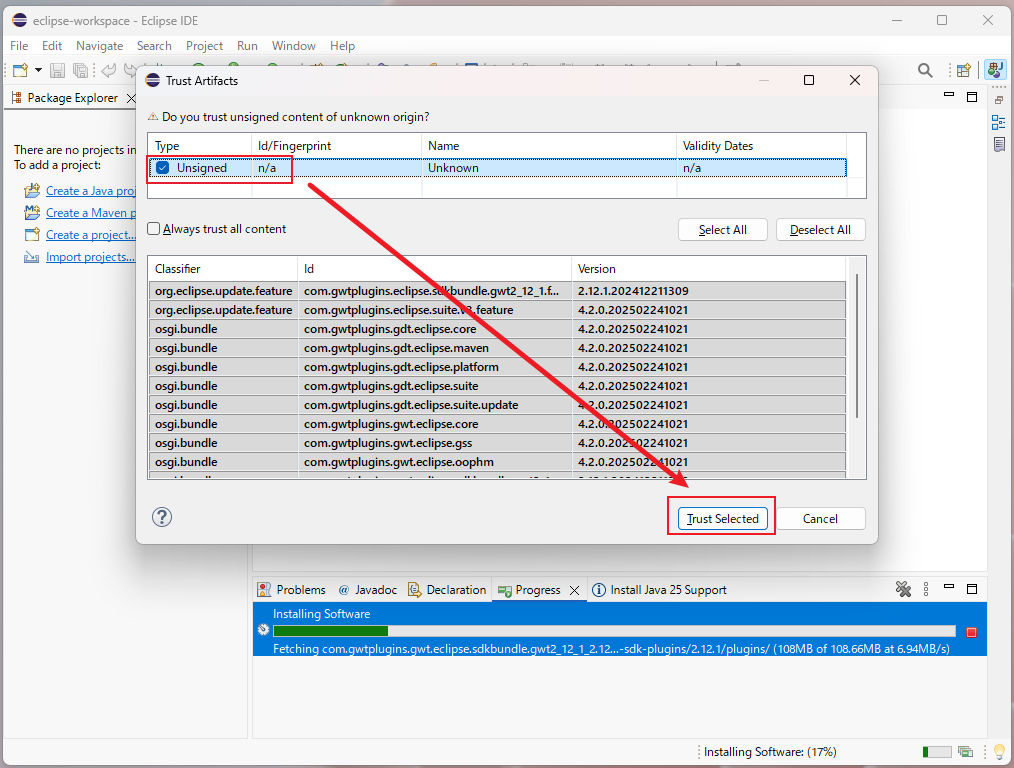 eclipse-workspace - Eclipse IDE
File Edit Navigate Search Project Run Window Help
Package Explorer
There are no projects in
To add a project:
Create a Java proj
Create a Maven p
Create a project...
Import projects...
Trust Artifacts
Do you trust unsigned content of unknown origin?
Type Id/Fingerprint Name Validity Dates
Unsigned n/a Unknown n/a
Always trust all content
Select All Deselect All
Classifier Id Version
org.eclipse.update.feature com.gwtplugins.eclipse.sdkbundle.gwt2_12_1.f... 2.12.1.202412211309
org.eclipse.update.feature com.gwtplugins.eclipse.suite.v3.feature 4.2.0.202502241021
osgi.bundle com.gwtplugins.gdt.eclipse.core 4.2.0.202502241021
osgi.bundle com.gwtplugins.gdt.eclipse.maven 4.2.0.202502241021
osgi.bundle com.gwtplugins.gdt.eclipse.platform 4.2.0.202502241021
osgi.bundle com.gwtplugins.gdt.eclipse.suite 4.2.0.202502241021
osgi.bundle com.gwtplugins.gdt.eclipse.suite.update 4.2.0.202502241021
osgi.bundle com.gwtplugins.gwt.eclipse.core 4.2.0.202502241021
osgi.bundle com.gwtplugins.gwt.eclipse.gss 4.2.0.202502241021
osgi.bundle com.gwtplugins.gwt.eclipse.oophm 4.2.0.202502241021
Trust Selected Cancel
Problems @ Javadoc Declaration Progress Install Java 25 Support
Installing Software
Fetching com.gwtplugins.gwt.eclipse.sdkbundle.gwt2_12_1_2.12...-sdk-plugins/2.12.1/plugins/ (108MB of 108.66MB at 6.94MB/s)
Installing Software: (17%)